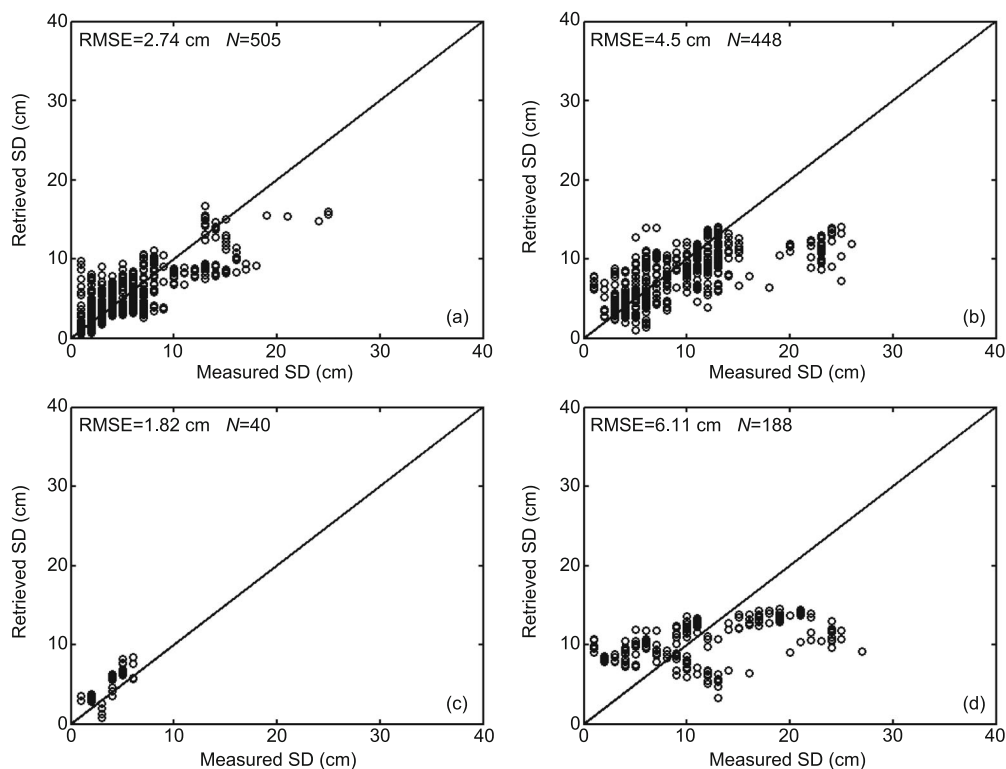 40
RMSE=2.74 cm N=505
30
20
10
0
Retrieved SD (cm)
(a)
0 10 20 30 40
Measured SD (cm)
40
RMSE=4.5 cm N=448
30
20
10
0
Retrieved SD (cm)
(b)
0 10 20 30 40
Measured SD (cm)
40
RMSE=1.82 cm N=40
30
20
10
0
Retrieved SD (cm)
(c)
0 10 20 30 40
Measured SD (cm)
40
RMSE=6.11 cm N=188
30
20
10
0
Retrieved SD (cm)
(d)
0 10 20 30 40
Measured SD (cm)